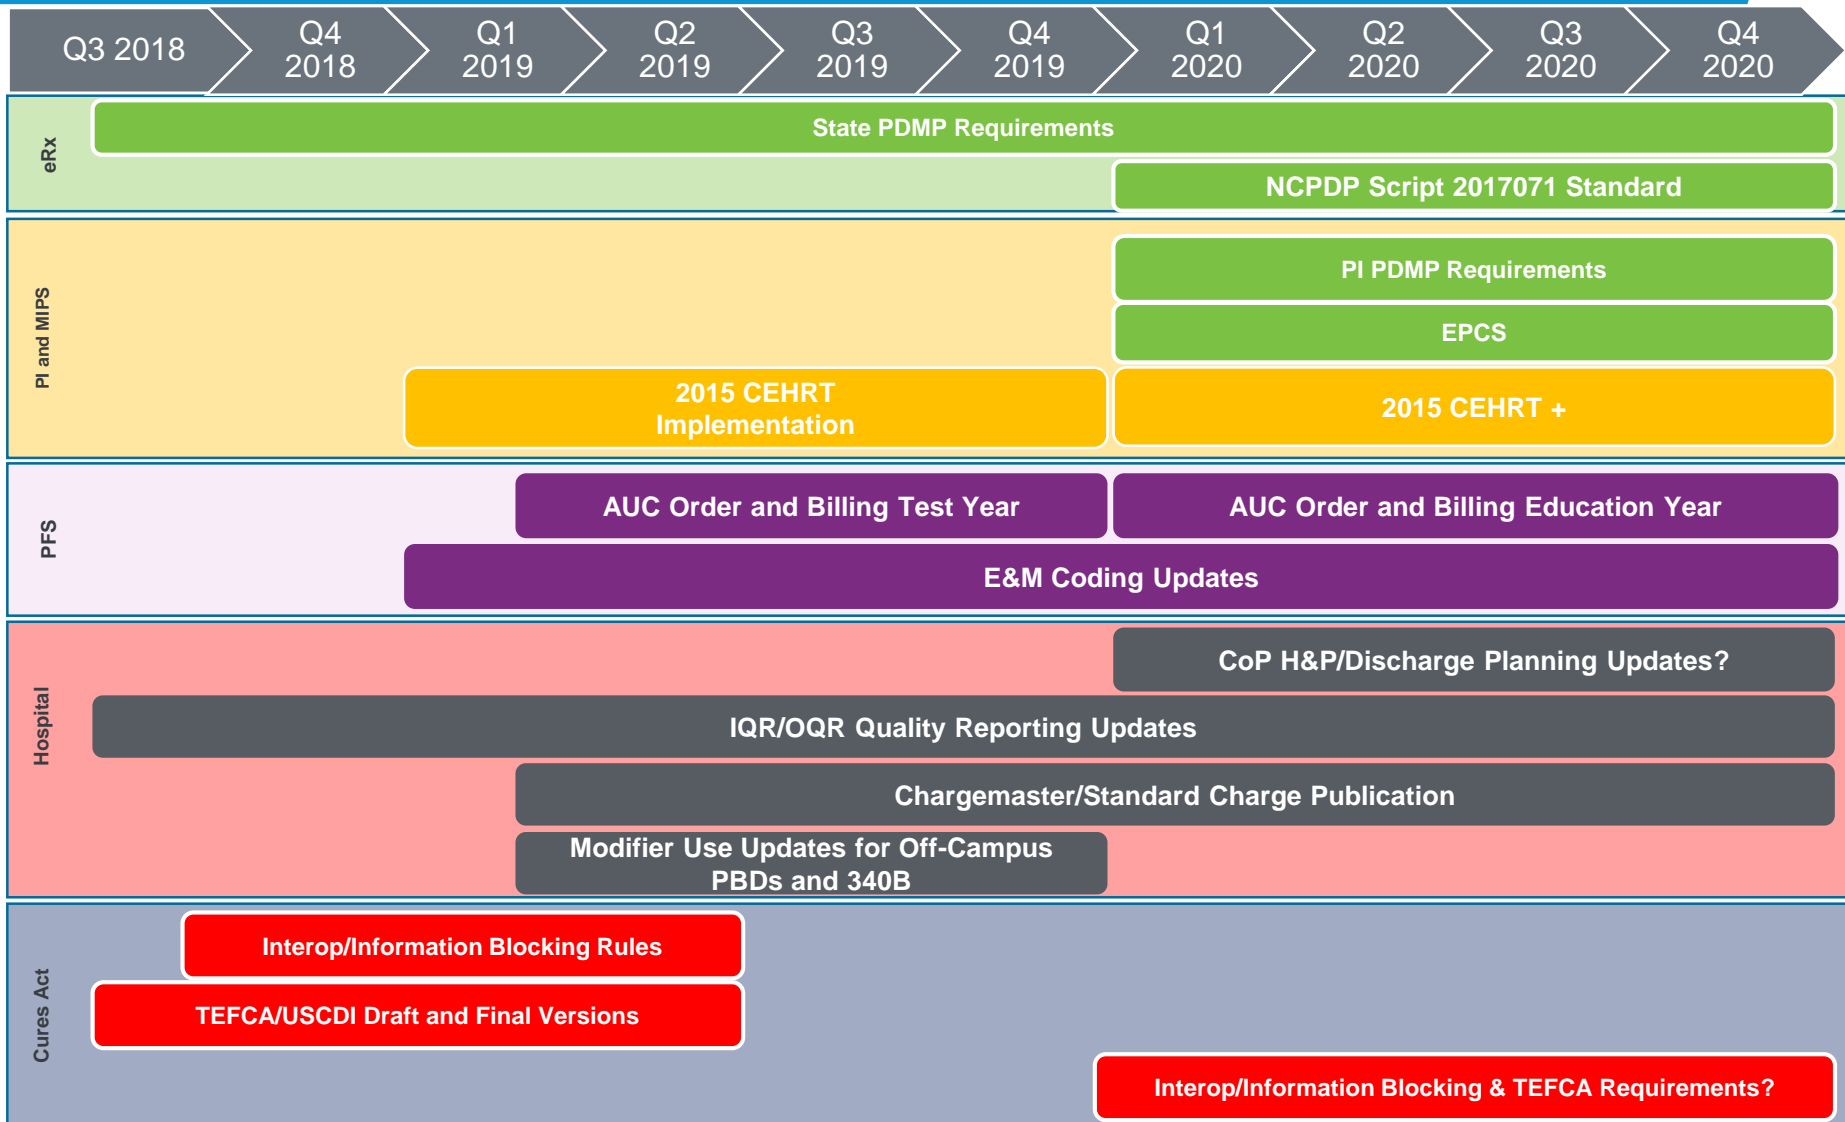 Q3 2018
Q4
2018
Q1
2019
Q2
2019
Q3
2019
Q4
2019
Q1
2020
Q2
2020
Q3
2020
Q4
2020
eRx
State PDMP Requirements
NCPDP Script 2017071 Standard
PI and MIPS
PI PDMP Requirements
EPCS
2015 CEHRT
Implementation
2015 CEHRT +
PFS
AUC Order and Billing Test Year
AUC Order and Billing Education Year
E&M Coding Updates
Hospital
CoP H&P/Discharge Planning Updates?
IQR/OQR Quality Reporting Updates
Chargemaster/Standard Charge Publication
Modifier Use Updates for Off-Campus
PBDs and 340B
Cures Act
Interop/Information Blocking Rules
TEFCA/USCDI Draft and Final Versions
Interop/Information Blocking & TEFCA Requirements?